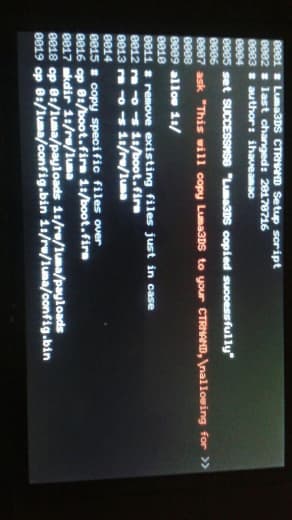 0001 # Luma3DS CTRNAND Setup script
0002 # last changed: 20170716
0003 # author: ihaveamac
0004
0005 set SUCCESSMSG "Luma3DS copied successfully"
0006
0007 ask "This will copy Luma3DS to your CTRNAND,\nallowing for >>
0008
0009 allow 1:/
0010
0011 # remove existing files just in case
0012 rm -o -s 1:/boot.firm
0013 rm -o -s 1:/rw/luma
0014
0015 # copy specific files over
0016 cp 0:/boot.firm 1:/boot.firm
0017 mkdir 1:/rw/luma
0018 cp 0:/luma/payloads 1:/rw/luma/payloads
0019 cp 0:/luma/config.bin 1:/rw/luma/config.bin